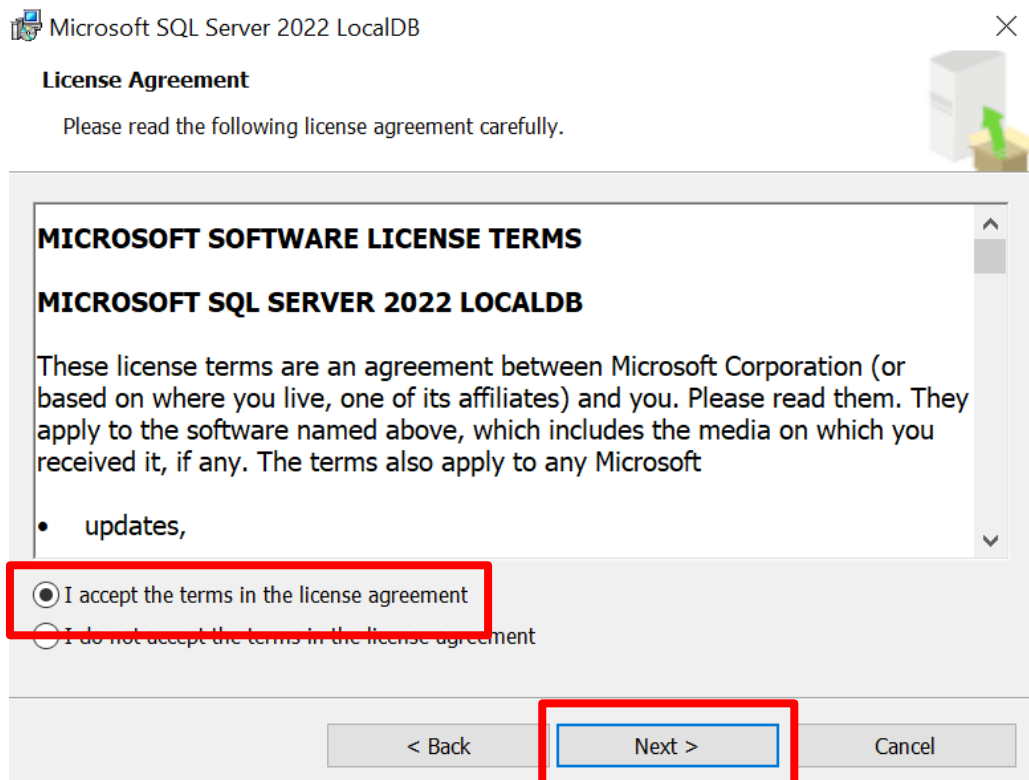 Microsoft SQL Server 2022 LocalDB
License Agreement
Please read the following license agreement carefully.
MICROSOFT SOFTWARE LICENSE TERMS
MICROSOFT SQL SERVER 2022 LOCALDB
These license terms are an agreement between Microsoft Corporation (or
based on where you live, one of its affiliates) and you. Please read them. They
apply to the software named above, which includes the media on which you
received it, if any. The terms also apply to any Microsoft
• updates,
I accept the terms in the license agreement
I do not accept the terms in the license agreement
< Back Next > Cancel